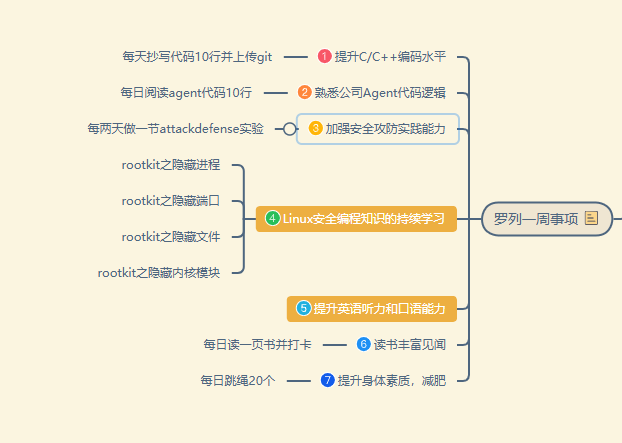 每天抄写代码10行并上传git
1 提升C/C++编码水平
每日阅读agent代码10行
2 熟悉公司Agent代码逻辑
每两天做一节attackdefense实验
3 加强安全攻防实践能力
rootkit之隐藏进程
rootkit之隐藏端口
4 Linux安全编程知识的持续学习
罗列一周事项
rootkit之隐藏文件
rootkit之隐藏内核模块
5 提升英语听力和口语能力
每日读一页书并打卡
6 读书丰富见闻
每日跳绳20个
7 提升身体素质，减肥